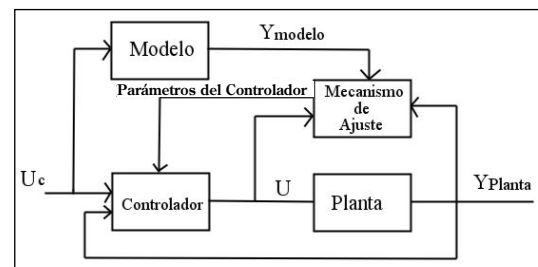 Modelo
Ymodelo
Parámetros del Controlador
Mecanismo
de
Ajuste
Uc
Controlador
U
Planta
YPlanta